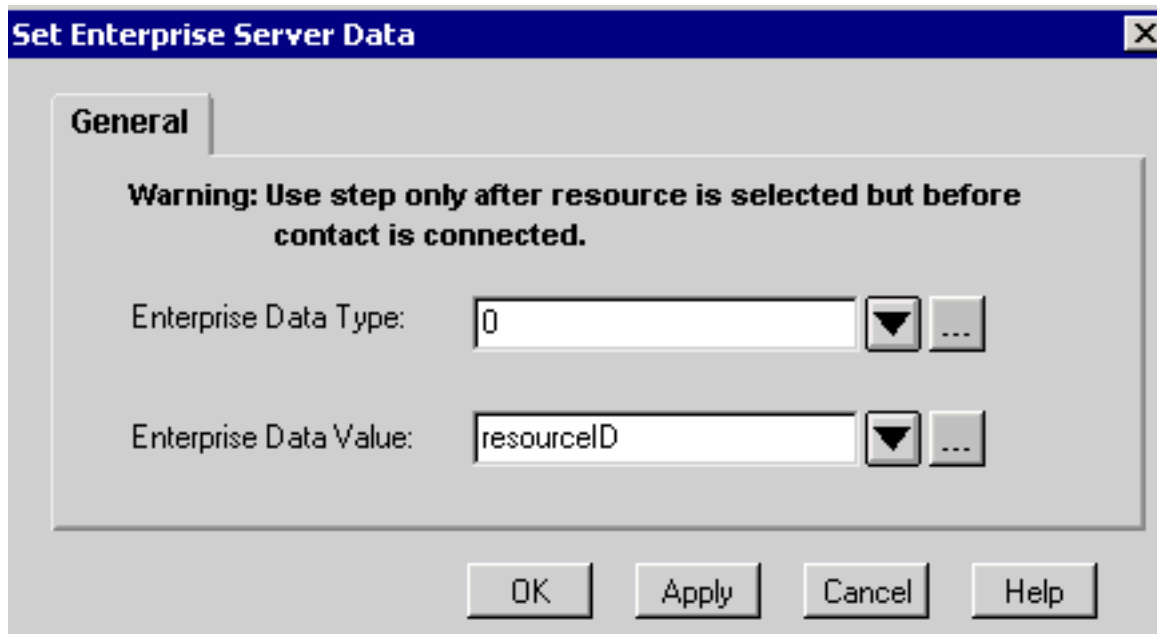 Set Enterprise Server Data
General
Warning: Use step only after resource is selected but before
contact is connected.
Enterprise Data Type: 0 ...
Enterprise Data Value: resourceID ...
OK Apply Cancel Help